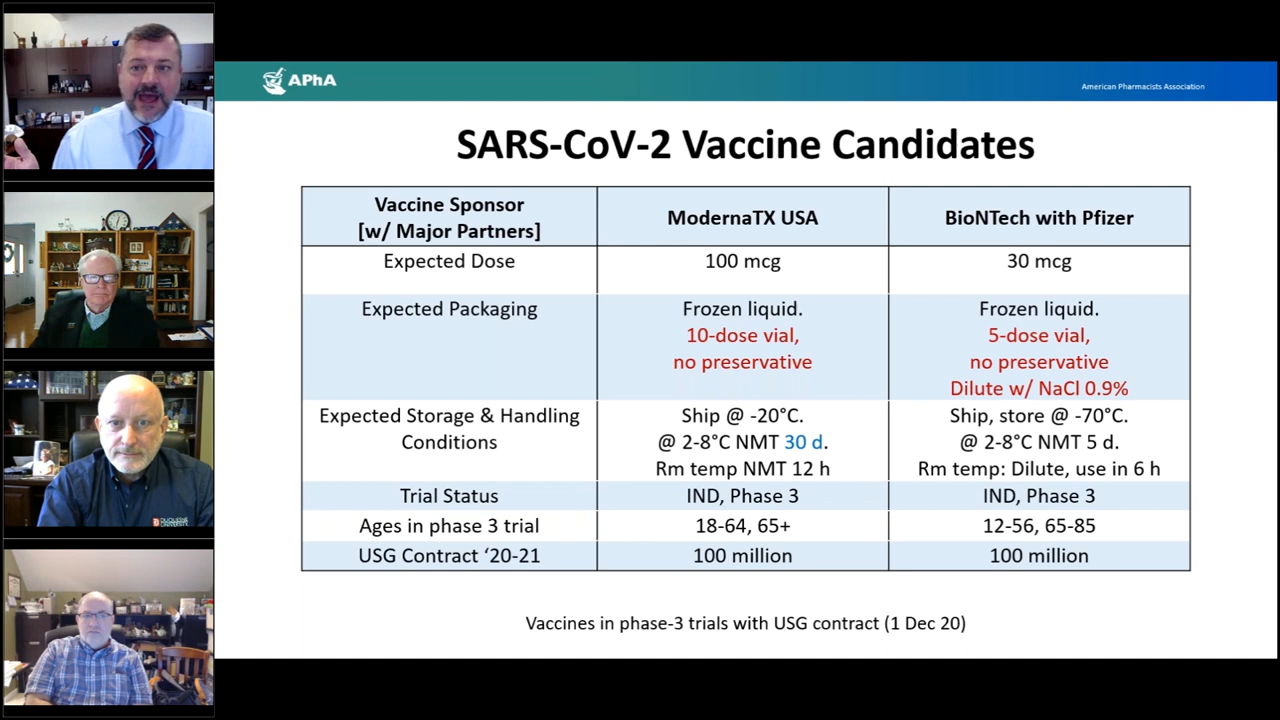 APhA
American Pharmacists Association
SARS-CoV-2 Vaccine Candidates
Vaccine Sponsor
[w/ Major Partners]
ModernaTX USA
BioNTech with Pfizer
Expected Dose
100 mcg
30 mcg
Expected Packaging
Frozen liquid.
10-dose vial,
no preservative
Frozen liquid.
5-dose vial,
no preservative
Dilute w/ NaCl 0.9%
Expected Storage & Handling
Conditions
Ship @ -20°C.
@ 2-8°C NMT 30 d.
Rm temp NMT 12 h
Ship, store @ -70°C.
@ 2-8°C NMT 5 d.
Rm temp: Dilute, use in 6 h
Trial Status
IND, Phase 3
IND, Phase 3
Ages in phase 3 trial
18-64, 65+
12-56, 65-85
USG Contract ‘20-21
100 million
100 million
Vaccines in phase-3 trials with USG contract (1 Dec 20)
DUQUESNE
UNIVERSITY